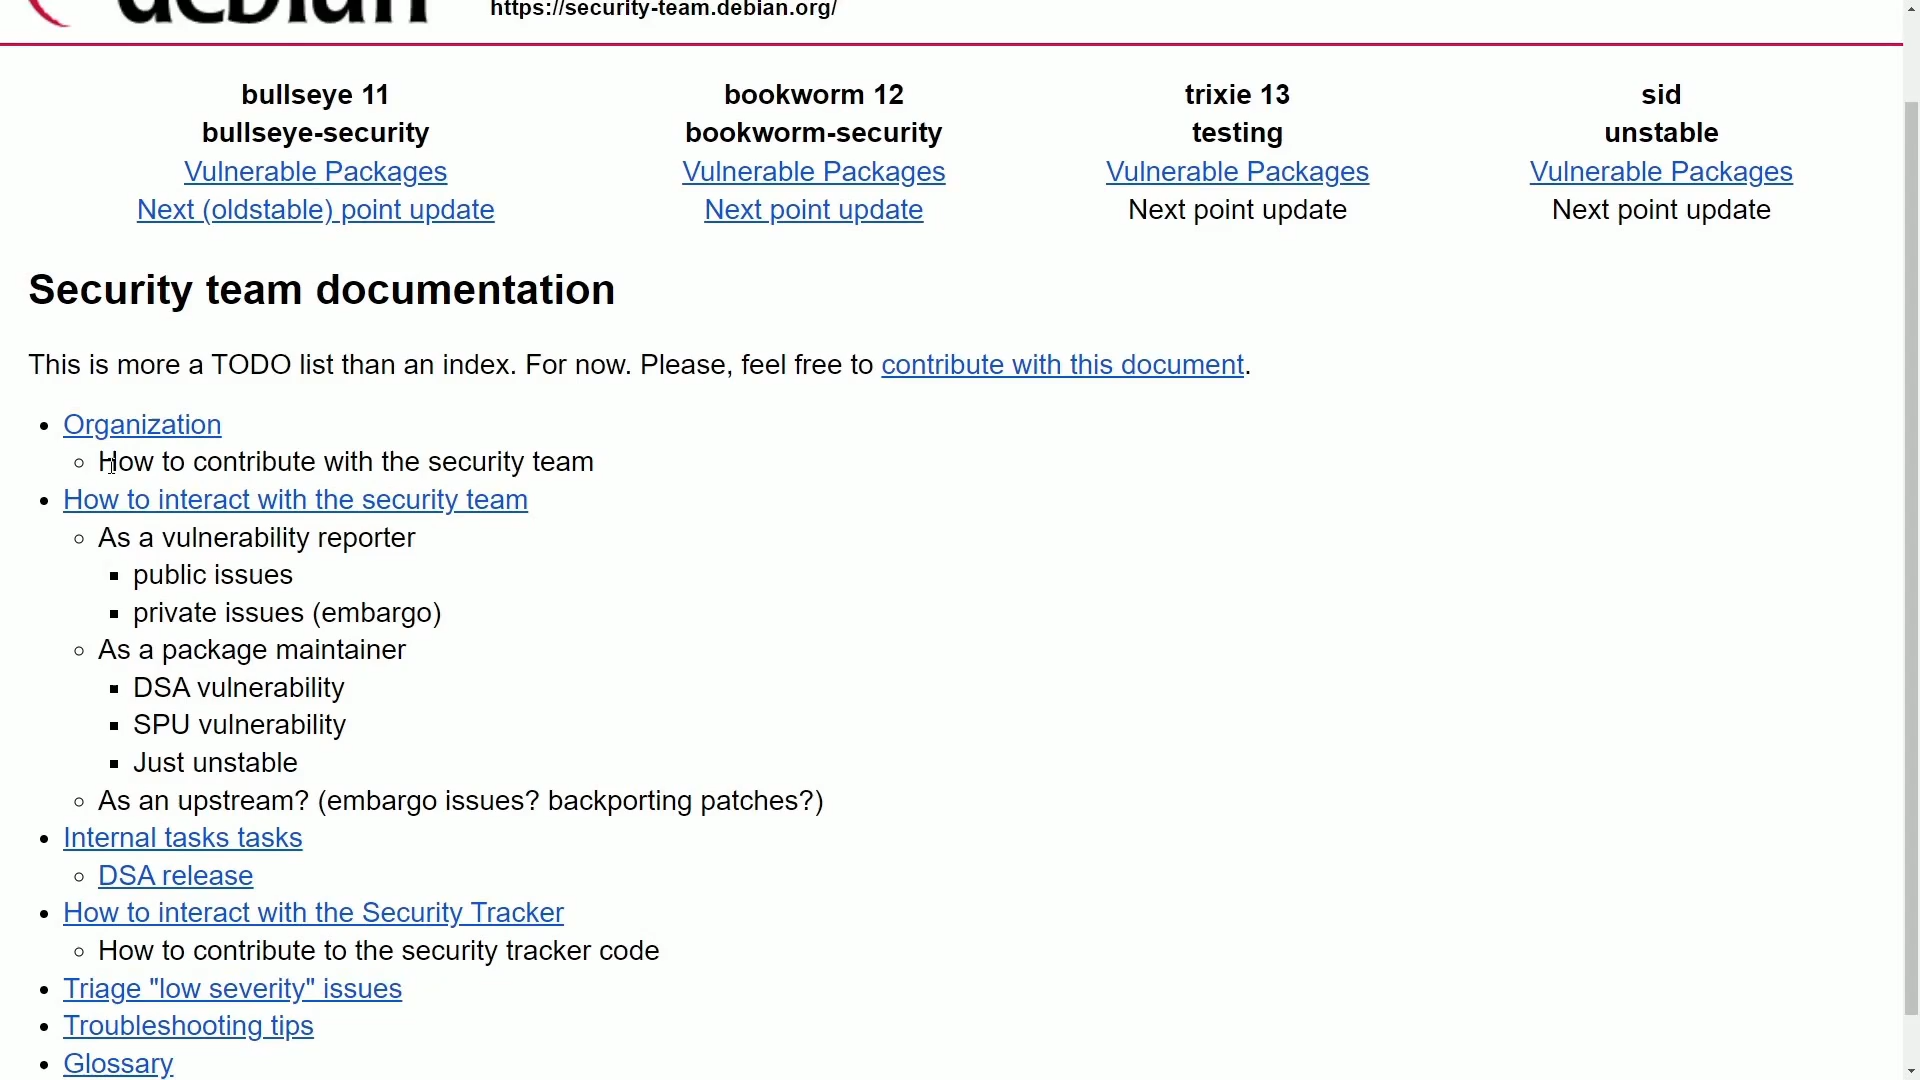 debian
https://security-team.debian.org/
bullseye 11 bookworm 12 trixie 13 sid
bullseye-security bookworm-security testing unstable
Vulnerable Packages Vulnerable Packages Vulnerable Packages Vulnerable Packages
Next (oldstable) point update Next point update Next point update Next point update
Security team documentation
This is more a TODO list than an index. For now. Please, feel free to contribute with this document.
Organization
How to contribute with the security team
How to interact with the security team
As a vulnerability reporter
public issues
private issues (embargo)
As a package maintainer
DSA vulnerability
SPU vulnerability
Just unstable
As an upstream? (embargo issues? backporting patches?)
Internal tasks tasks
DSA release
How to interact with the Security Tracker
How to contribute to the security tracker code
Triage "low severity" issues
Troubleshooting tips
Glossary